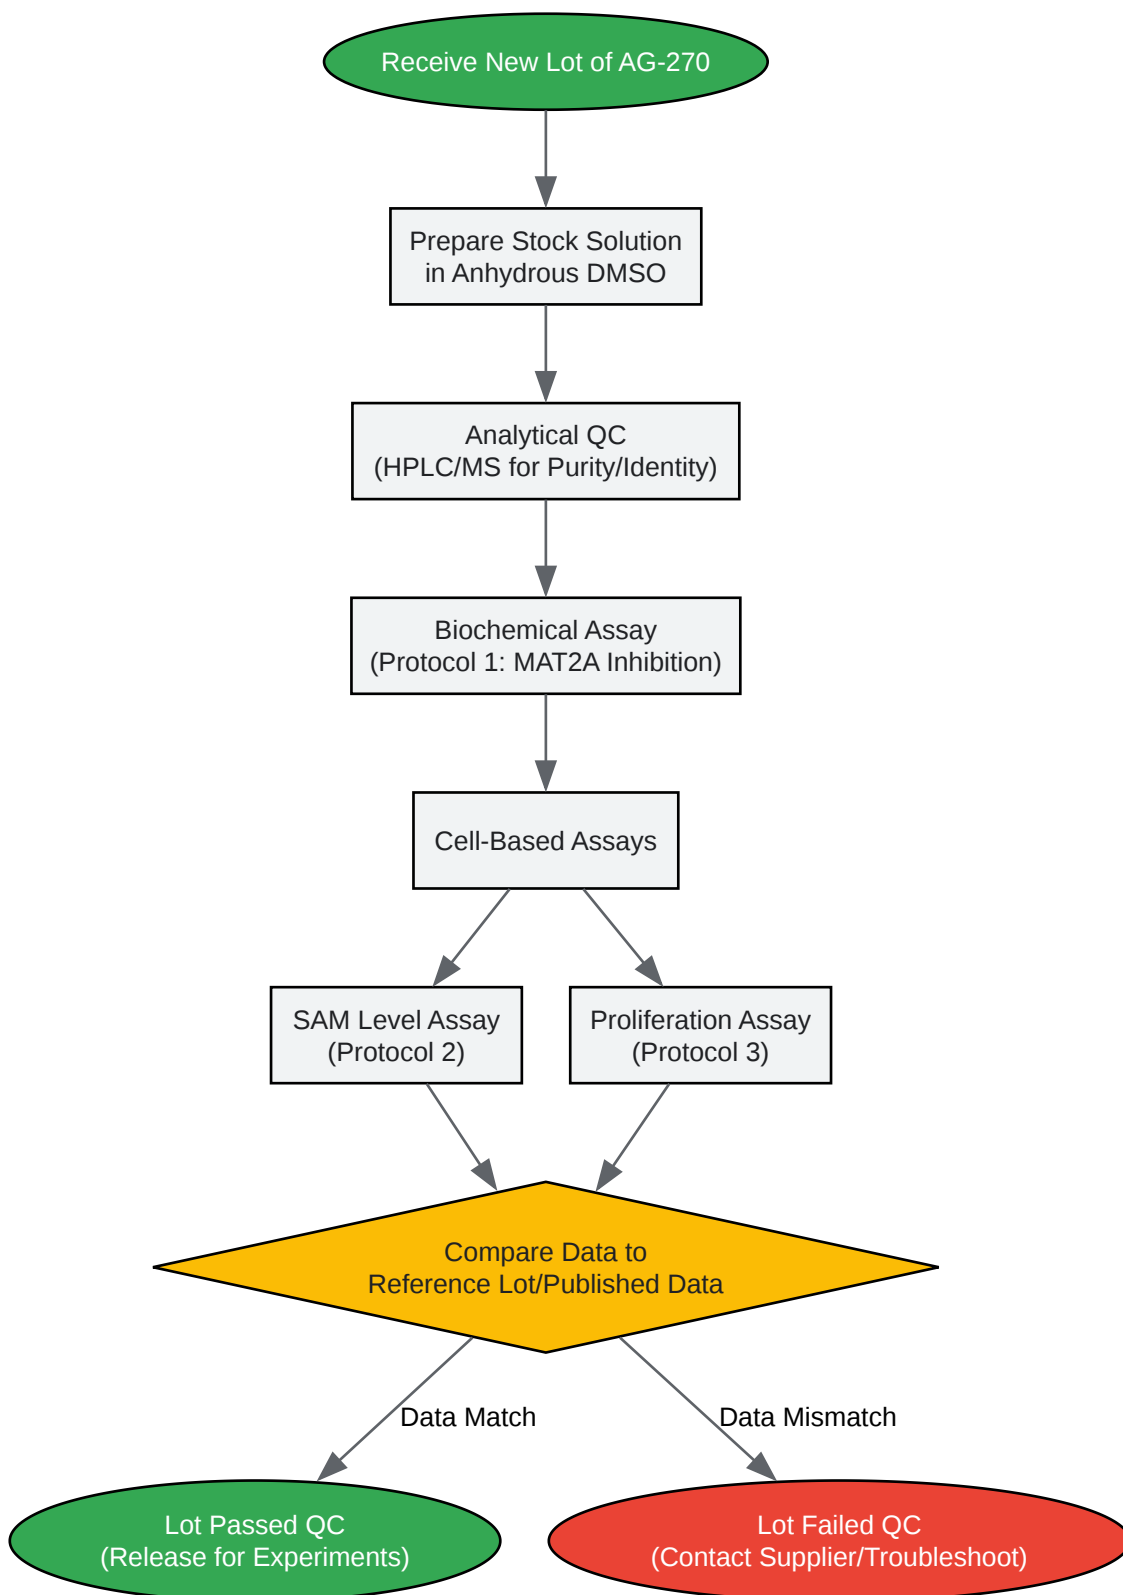 Receive New Lot of AG-270
Prepare Stock Solution
in Anhydrous DMSO
Analytical QC
(HPLC/MS for Purity/Identity)
Biochemical Assay
(Protocol 1: MAT2A Inhibition)
Cell-Based Assays
SAM Level Assay
(Protocol 2)
Proliferation Assay
(Protocol 3)
Compare Data to
Reference Lot/Published Data
Data Match
Data Mismatch
Lot Passed QC
(Release for Experiments)
Lot Failed QC
(Contact Supplier/Troubleshoot)